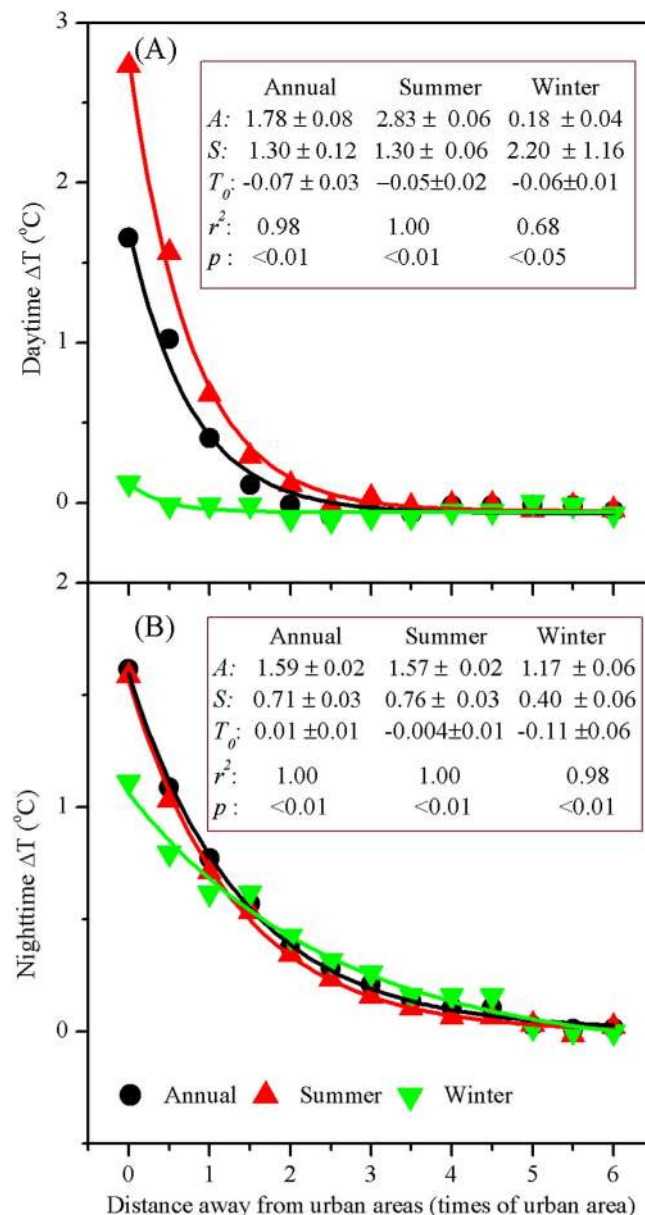 3
(A)
Annual Summer Winter
A: 1.78 ± 0.08 2.83 ± 0.06 0.18 ± 0.04
S: 1.30 ± 0.12 1.30 ± 0.06 2.20 ± 1.16
T₀: -0.07 ± 0.03 −0.05±0.02 -0.06±0.01
r²: 0.98 1.00 0.68
p : <0.01 <0.01 <0.05
2
1
0
Daytime ΔT (°C)
2
(B)
Annual Summer Winter
A: 1.59 ± 0.02 1.57 ± 0.02 1.17 ± 0.06
S: 0.71 ± 0.03 0.76 ± 0.03 0.40 ± 0.06
T₀: 0.01 ±0.01 -0.004±0.01 -0.11 ±0.06
r²: 1.00 1.00 0.98
p : <0.01 <0.01 <0.01
1
0
Nighttime ΔT (°C)
Annual Summer Winter
0 1 2 3 4 5 6
Distance away from urban areas (times of urban area)